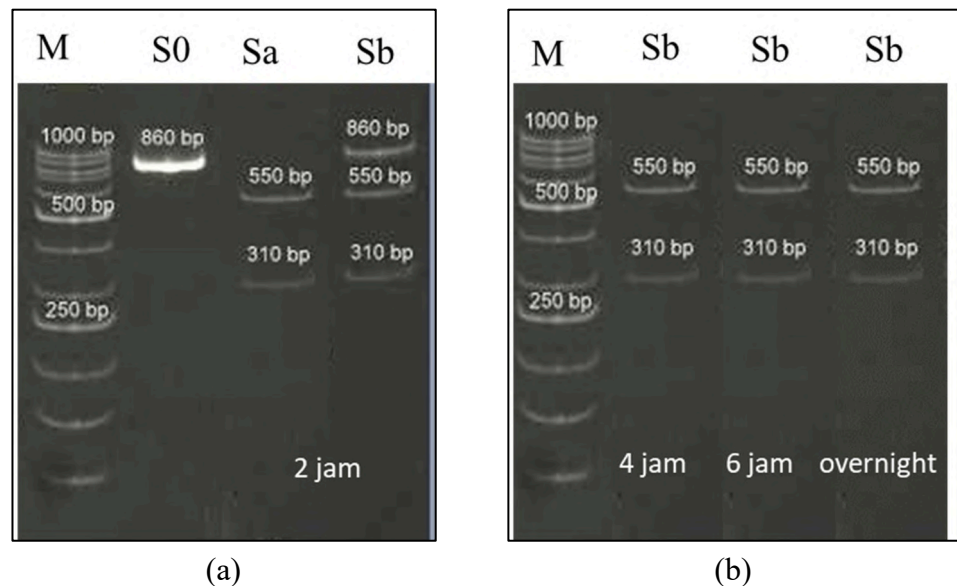 M S0 Sa Sb
1000 bp 860 bp 860 bp
550 bp 550 bp
500 bp
310 bp 310 bp
250 bp
2 jam
(a)
M Sb Sb Sb
1000 bp
550 bp 550 bp 550 bp
500 bp
310 bp 310 bp 310 bp
250 bp
4 jam 6 jam overnight
(b)